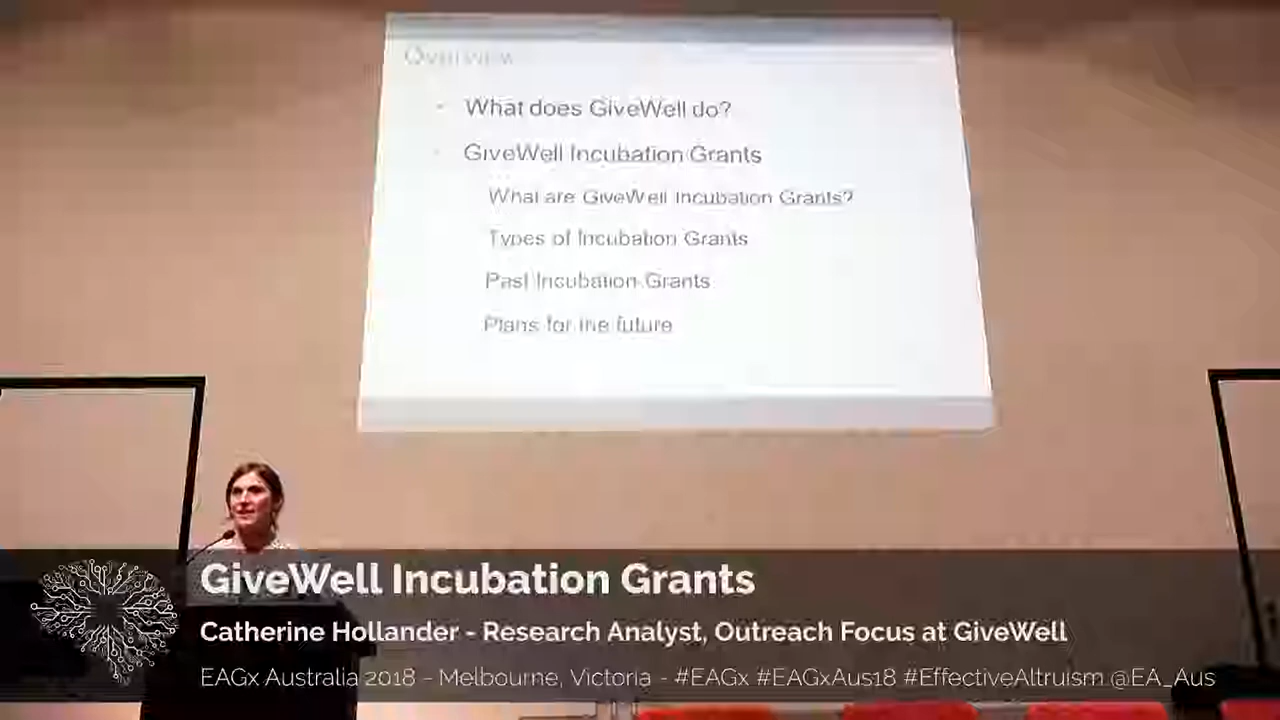 Overview
What does GiveWell do?
GiveWell Incubation Grants
What are GiveWell Incubation Grants?
Types of Incubation Grants
Past Incubation Grants
Plans for the future
GiveWell Incubation Grants
Catherine Hollander - Research Analyst, Outreach Focus at GiveWell
EAGx Australia 2018 - Melbourne, Victoria - #EAGx #EAGxAus18 #EffectiveAltruism @EA_Aus